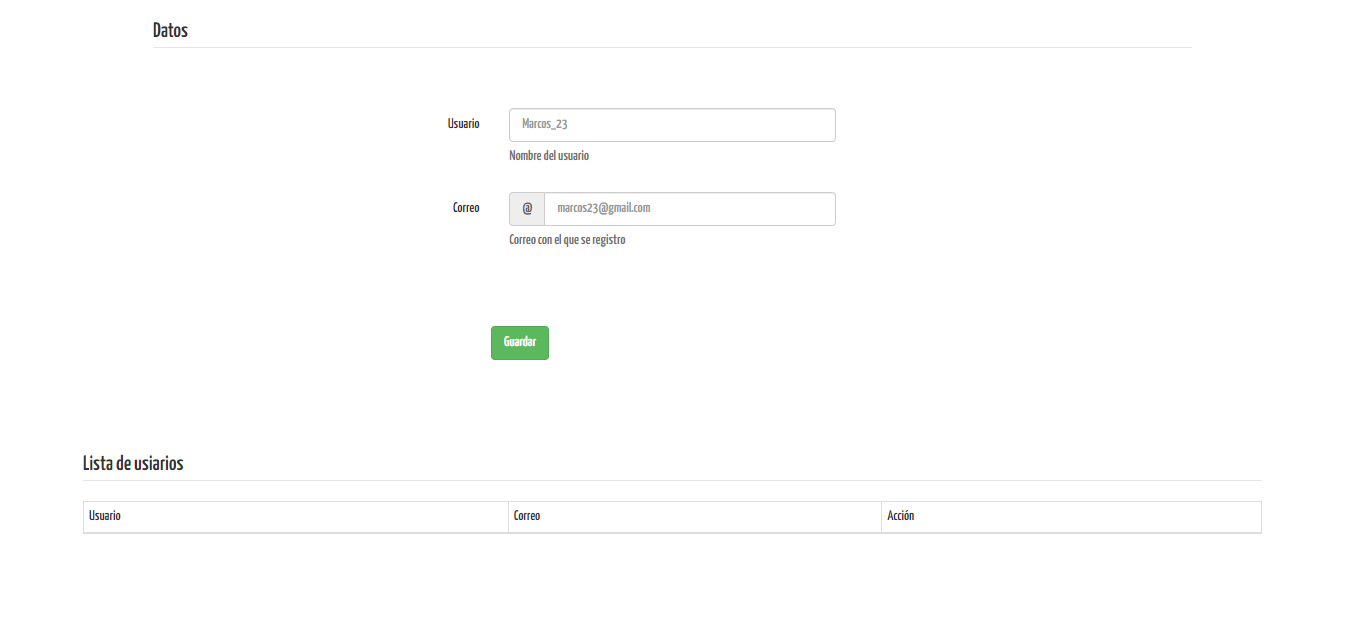 Datos
Usuario
Marcos_23
Nombre del usuario
Correo
@ marcos23@gmail.com
Correo con el que se registro
Guardar
Lista de usiarios
Usuario Correo Acción